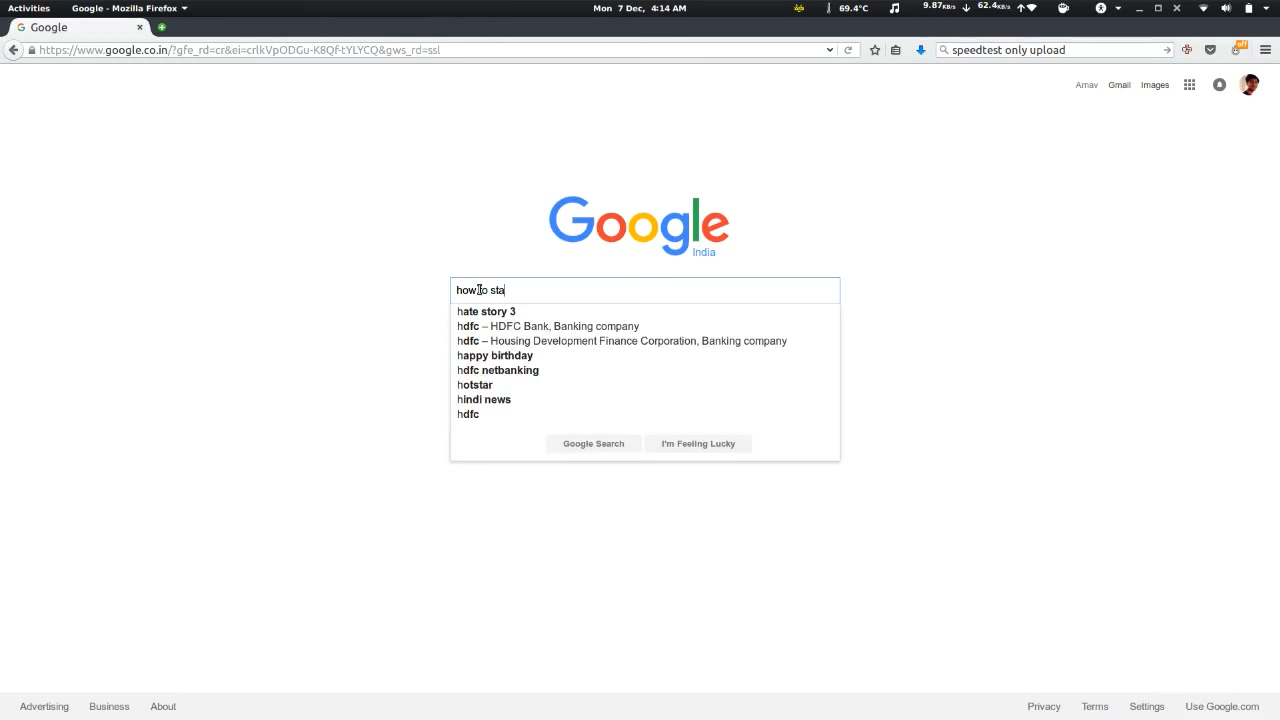 Activities Google - Mozilla Firefox Mon 7 Dec, 4:14 AM 69.4°C 9.87KB/s 62.4KB/s
Google
https://www.google.co.in/?gfe_rd=cr&ei=crlkVpODGu-K8Qf-tYLYCQ&gws_rd=ssl speedtest only upload off
Arnav Gmail Images
Google
India
how to sta
hate story 3
hdfc – HDFC Bank, Banking company
hdfc – Housing Development Finance Corporation, Banking company
happy birthday
hdfc netbanking
hotstar
hindi news
hdfc
Google Search I'm Feeling Lucky
Advertising Business About Privacy Terms Settings Use Google.com